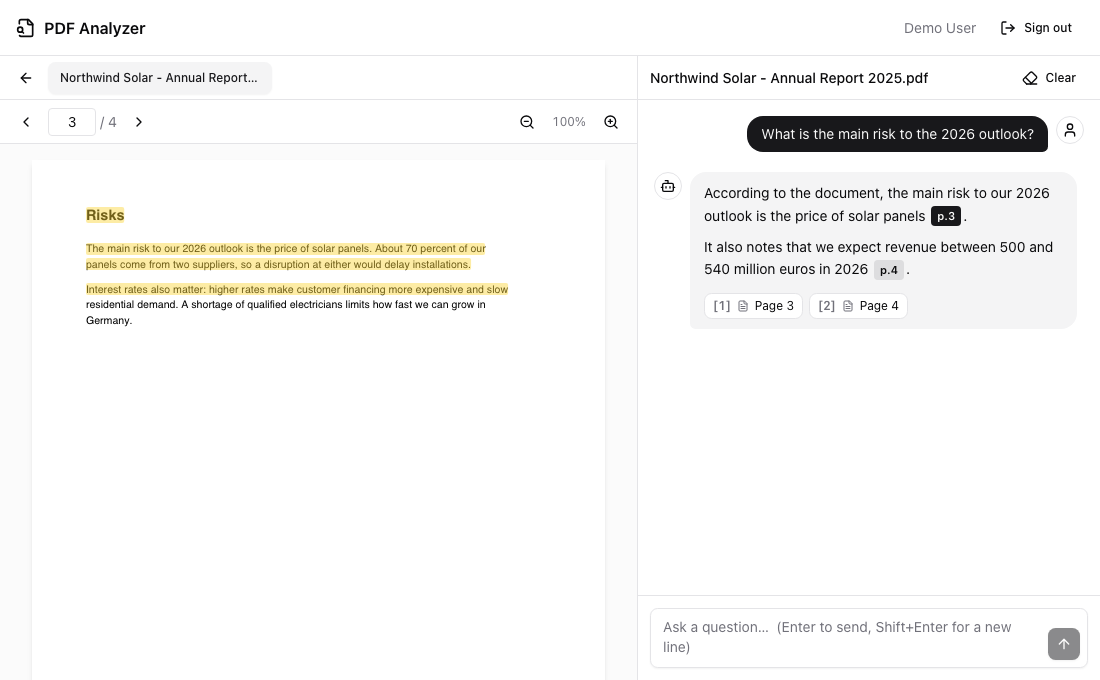 PDF Analyzer
Demo User
Sign out
Northwind Solar - Annual Report...
3 / 4
100%
Risks
The main risk to our 2026 outlook is the price of solar panels. About 70 percent of our
panels come from two suppliers, so a disruption at either would delay installations.
Interest rates also matter: higher rates make customer financing more expensive and slow
residential demand. A shortage of qualified electricians limits how fast we can grow in
Germany.
Northwind Solar - Annual Report 2025.pdf
Clear
What is the main risk to the 2026 outlook?
According to the document, the main risk to our 2026
outlook is the price of solar panels p.3 .
It also notes that we expect revenue between 500 and
540 million euros in 2026 p.4 .
[1] Page 3 [2] Page 4
Ask a question... (Enter to send, Shift+Enter for a new
line)